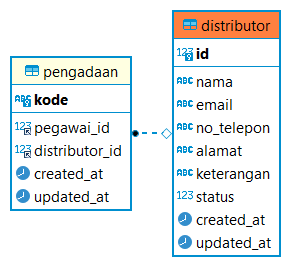 pengadaan
kode
pegawai_id
distributor_id
created_at
updated_at
distributor
id
nama
email
no_telepon
alamat
keterangan
status
created_at
updated_at